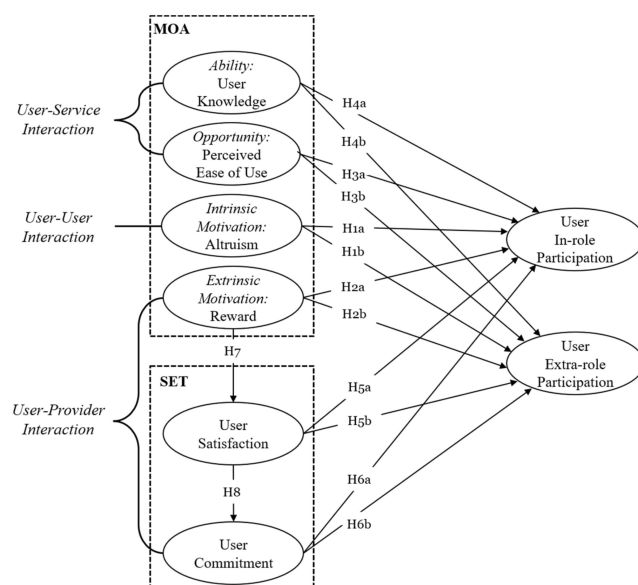 MOA
Ability:
User
Knowledge
User-Service
Interaction
Opportunity:
Perceived
Ease of Use
User-User
Interaction
Intrinsic
Motivation:
Altruism
Extrinsic
Motivation:
Reward
H7
User-Provider
Interaction
SET
User
Satisfaction
H8
User
Commitment
H4a
H4b
H3a
H3b
H1a
H1b
H2a
H2b
H5a
H5b
H6a
H6b
User
In-role
Participation
User
Extra-role
Participation